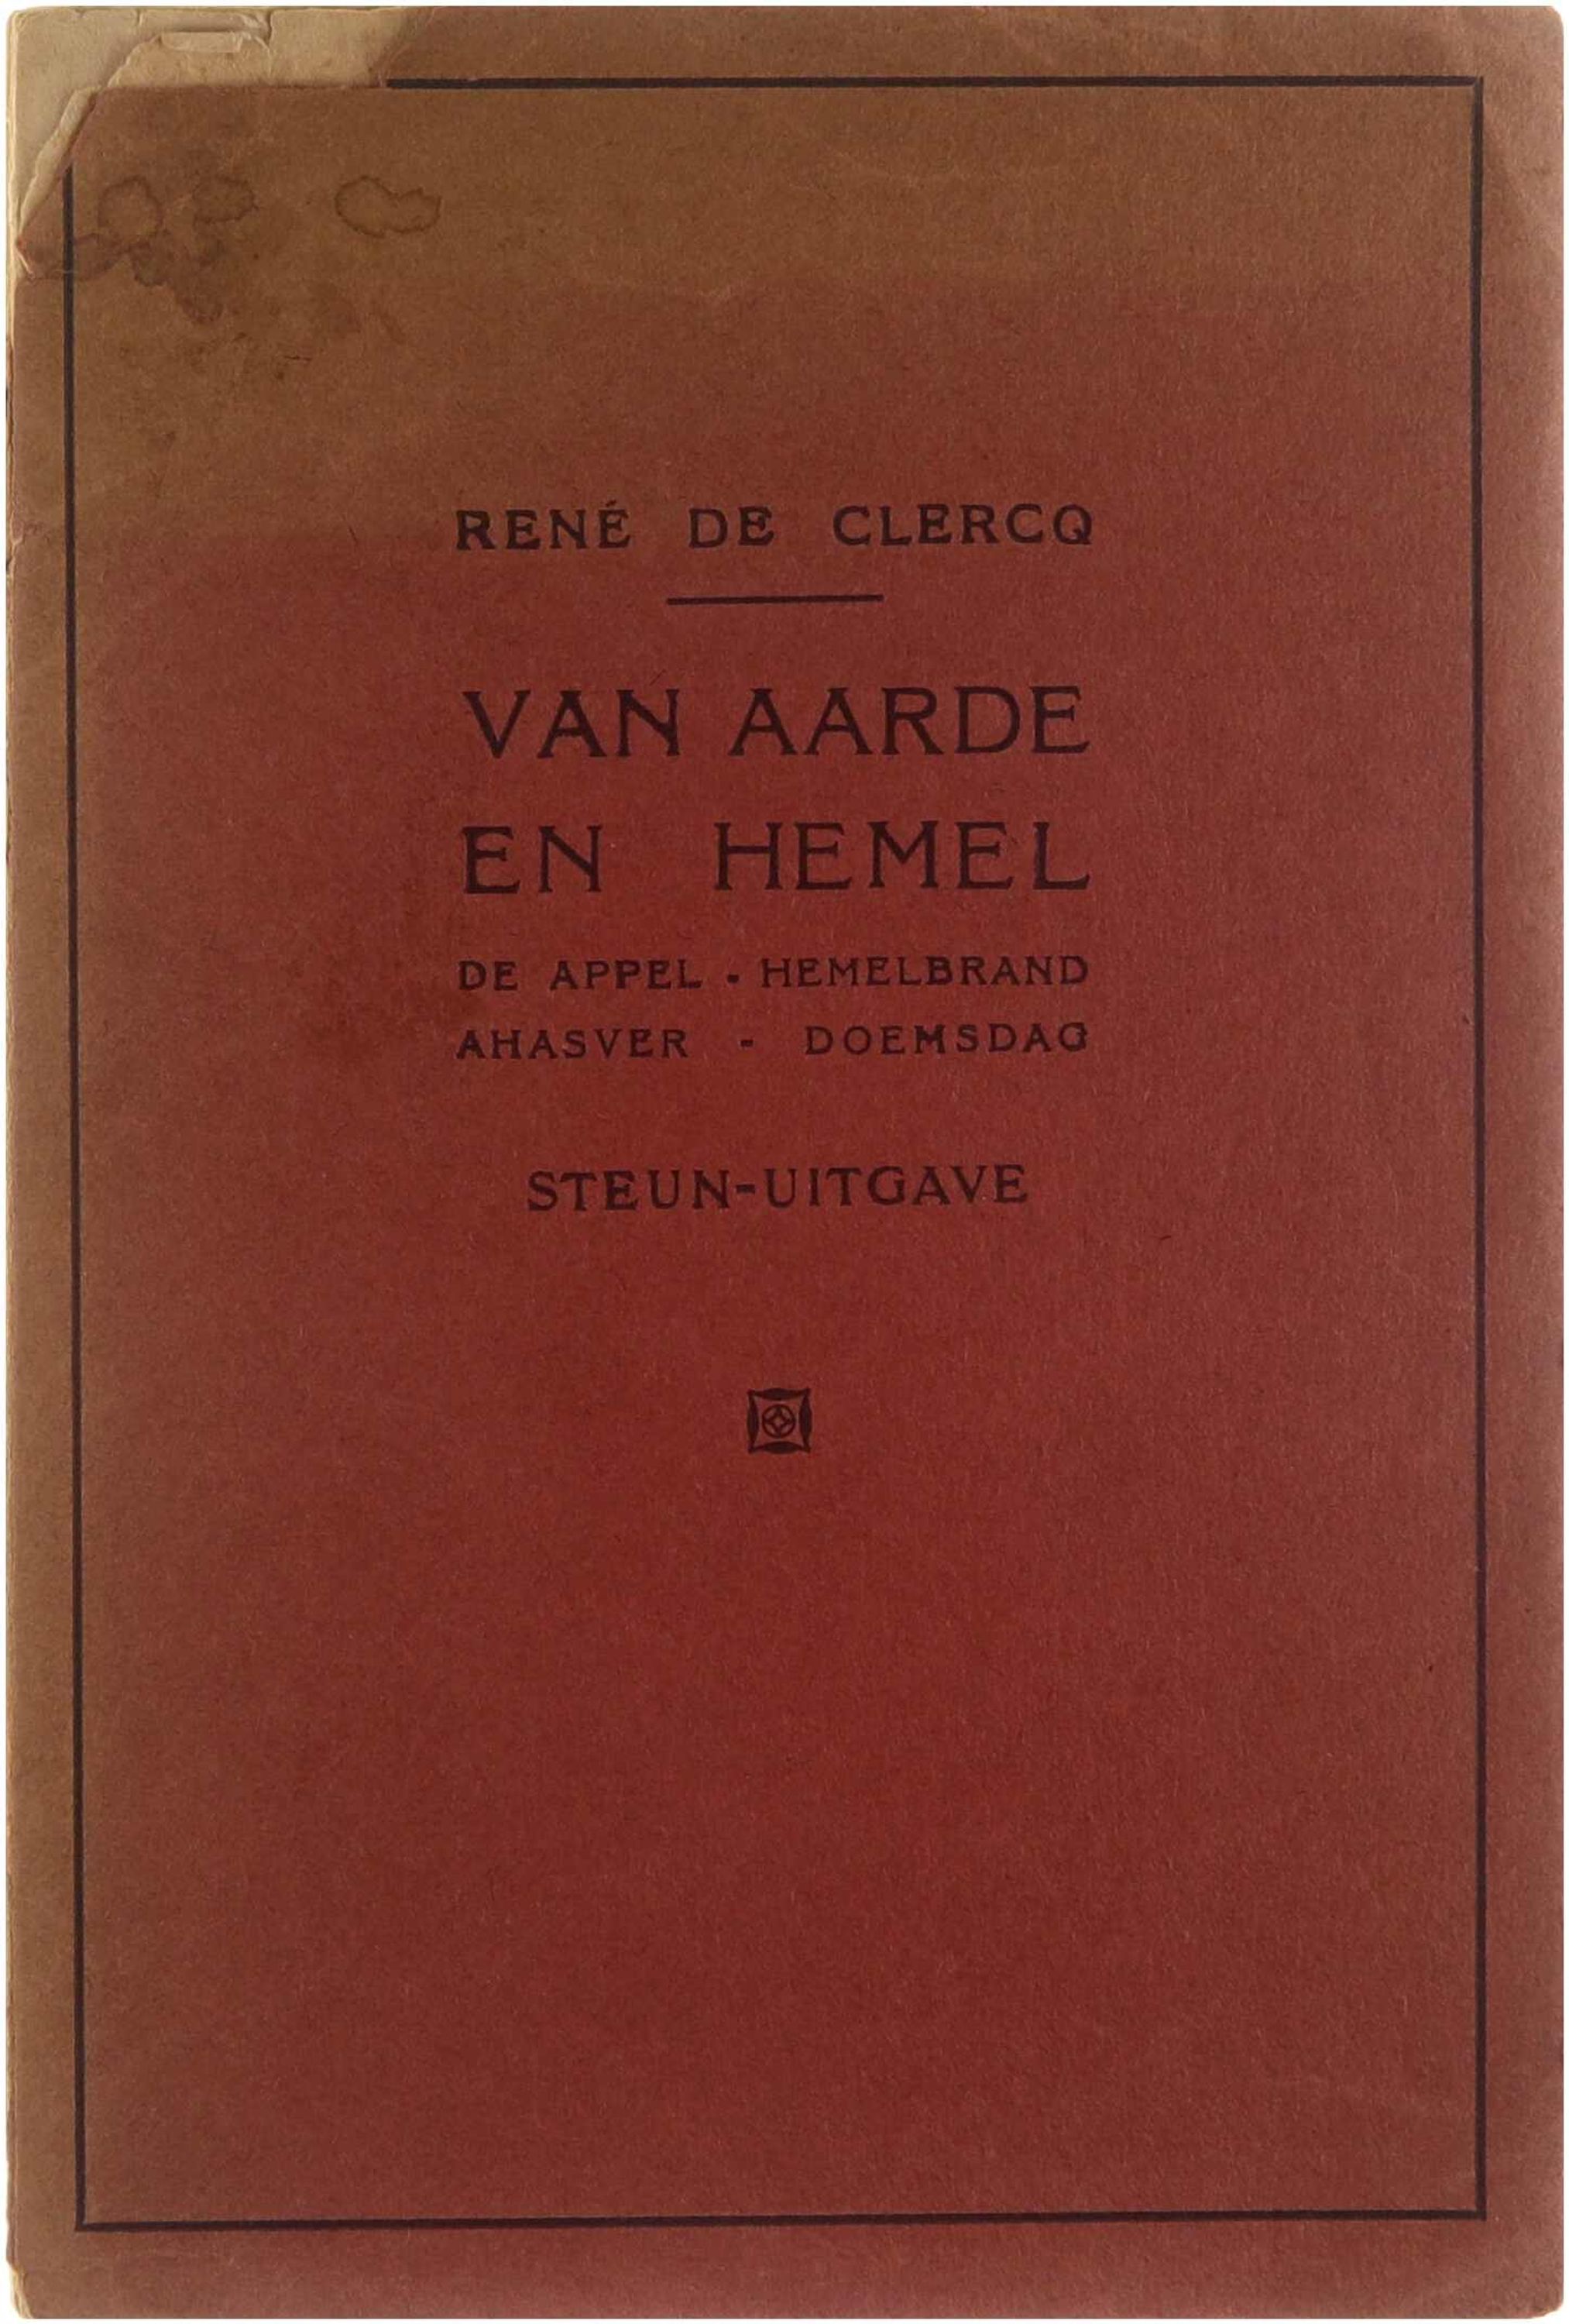 RENÉ DE CLERCQ
VAN AARDE
EN HEMEL
DE APPEL - HEMELBRAND
AHASVER - DOEMSDAG
STEUN-UITGAVE